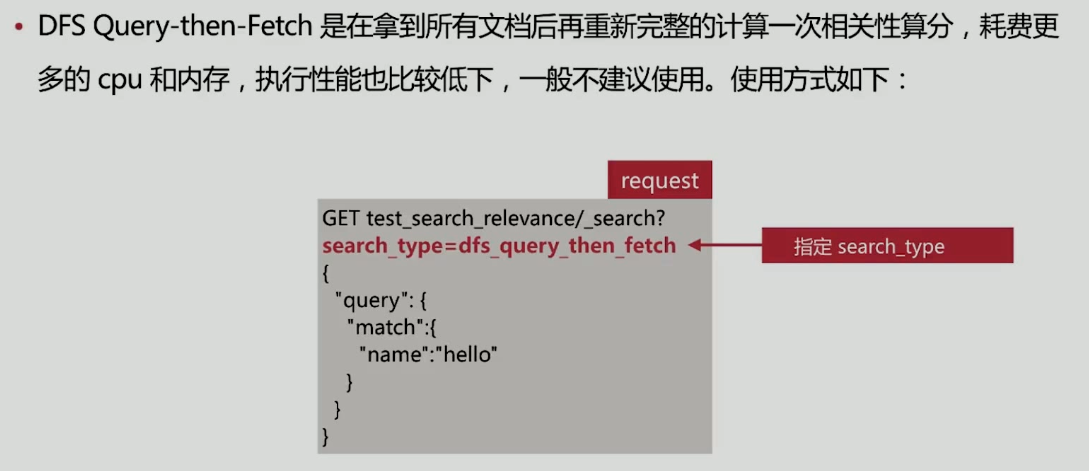 • DFS Query-then-Fetch 是在拿到所有文档后再重新完整的计算一次相关性算分，耗费更
多的 cpu 和内存，执行性能也比较低下，一般不建议使用。使用方式如下：
request
GET test_search_relevance/_search?
search_type=dfs_query_then_fetch
指定 search_type
{
"query": {
"match":{
"name":"hello"
}
}
}